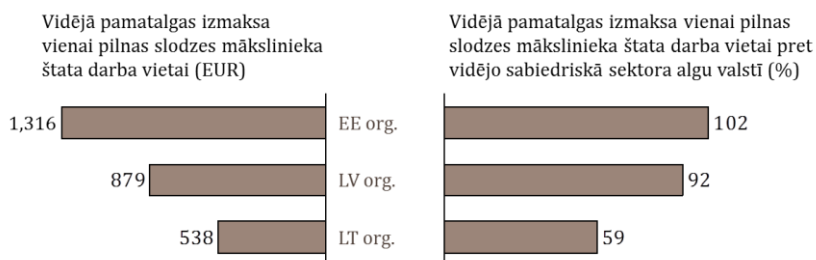 Vidējā pamatalgas izmaksa
vienai pilnas slodzes mākslinieka
štata darba vietai (EUR)
Vidējā pamatalgas izmaksa vienai pilnas
slodzes mākslinieka štata darba vietai pret
vidējo sabiedriskā sektora algu valstī (%)
1,316 EE org. 102
879 LV org. 92
538 LT org. 59